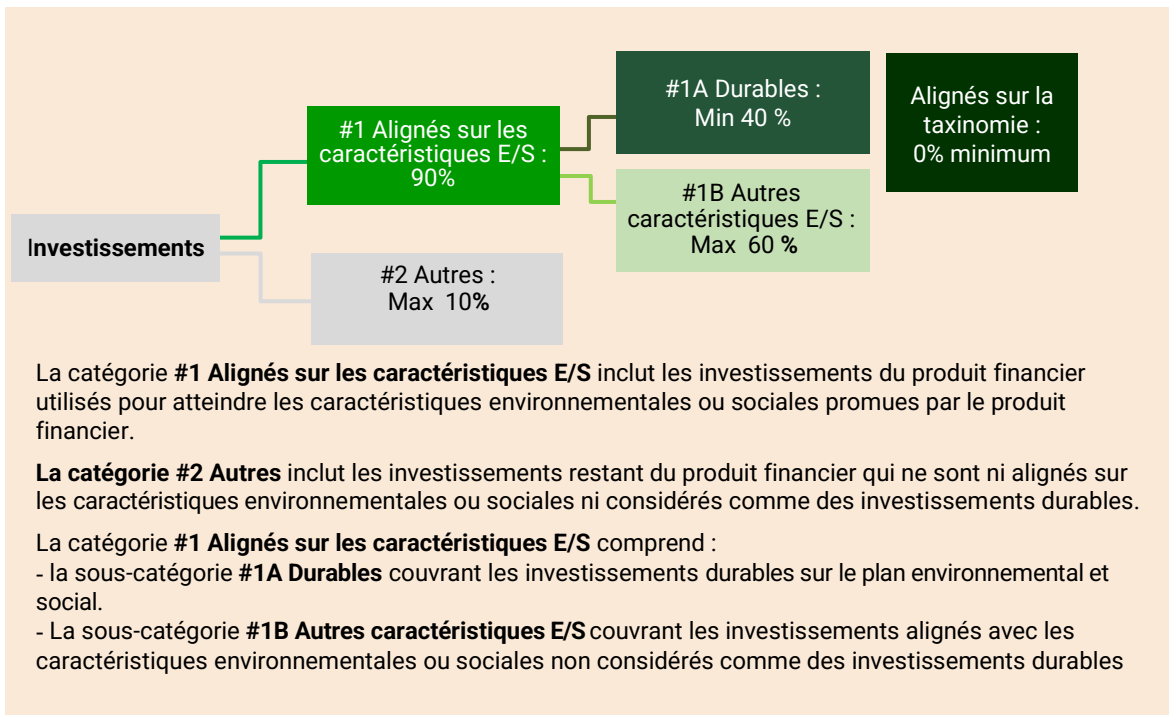 #1A Durables :
Min 40 %
Alignés sur la
taxinomie :
0% minimum
#1 Alignés sur les
caractéristiques E/S :
90%
#1B Autres
caractéristiques E/S :
Max 60 %
Investissements
#2 Autres :
Max 10%
La catégorie #1 Alignés sur les caractéristiques E/S inclut les investissements du produit financier
utilisés pour atteindre les caractéristiques environnementales ou sociales promues par le produit
financier.
La catégorie #2 Autres inclut les investissements restant du produit financier qui ne sont ni alignés sur
les caractéristiques environnementales ou sociales ni considérés comme des investissements durables.
La catégorie #1 Alignés sur les caractéristiques E/S comprend :
- la sous-catégorie #1A Durables couvrant les investissements durables sur le plan environnemental et
social.
- La sous-catégorie #1B Autres caractéristiques E/S couvrant les investissements alignés avec les
caractéristiques environnementales ou sociales non considérés comme des investissements durables